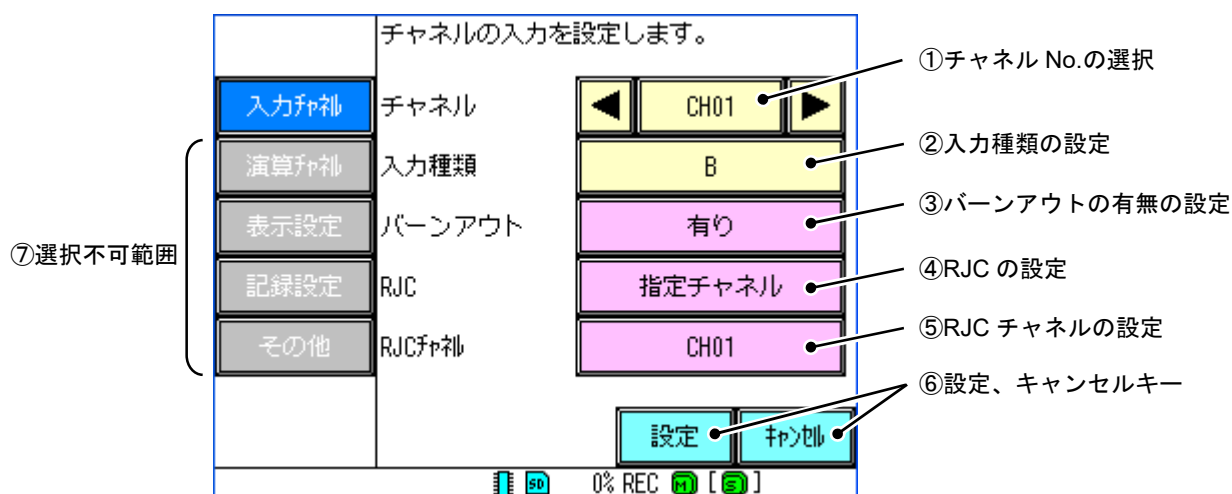 チャネルの入力を設定します。
①チャネル No.の選択
入力ﾁｬﾈﾙ チャネル ◀ CH01 ▶
②入力種類の設定
演算ﾁｬﾈﾙ 入力種類 B
③バーンアウトの有無の設定
表示設定 バーンアウト 有り
⑦選択不可範囲
④RJC の設定
記録設定 RJC 指定チャネル
⑤RJC チャネルの設定
その他 RJCﾁｬﾈﾙ CH01
⑥設定、キャンセルキー
設定 ｷｬﾝｾﾙ
SD 0% REC M [ S ]